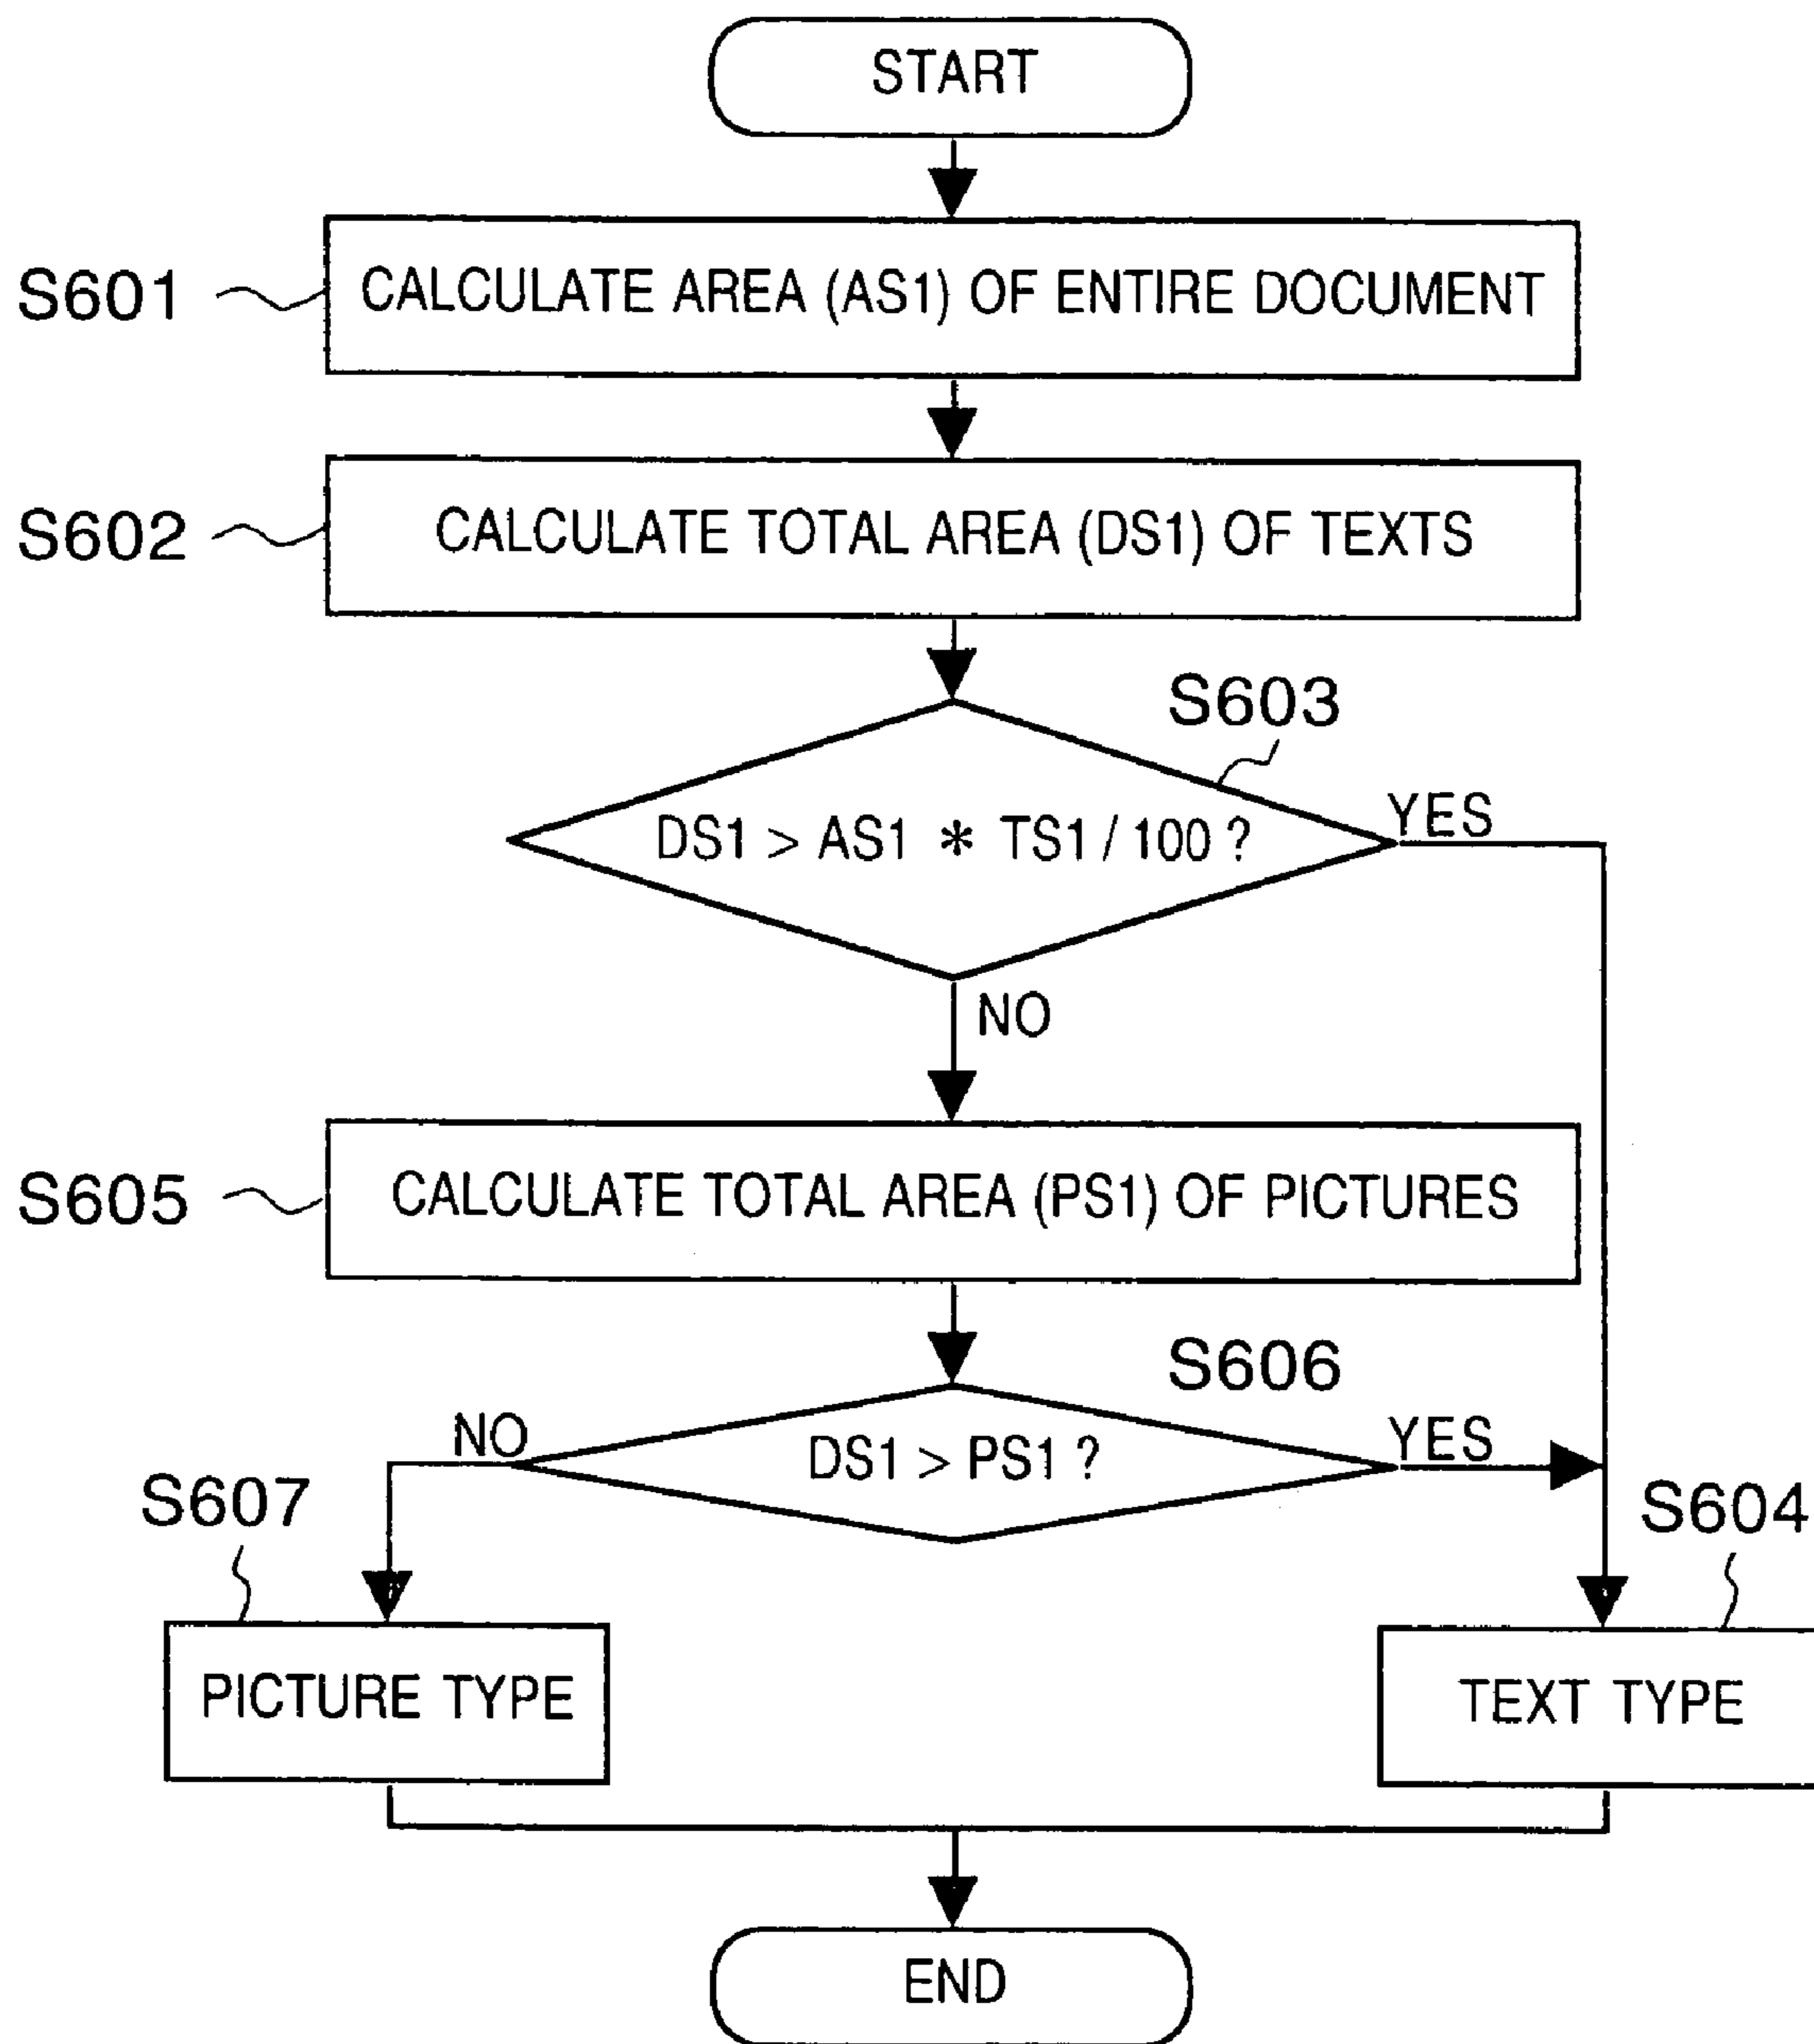 START
S601
CALCULATE AREA (AS1) OF ENTIRE DOCUMENT
S602
CALCULATE TOTAL AREA (DS1) OF TEXTS
S603
DS1 > AS1 * TS1 / 100 ?
YES
NO
S605
CALCULATE TOTAL AREA (PS1) OF PICTURES
S606
NO
DS1 > PS1 ?
YES
S607
S604
PICTURE TYPE
TEXT TYPE
END